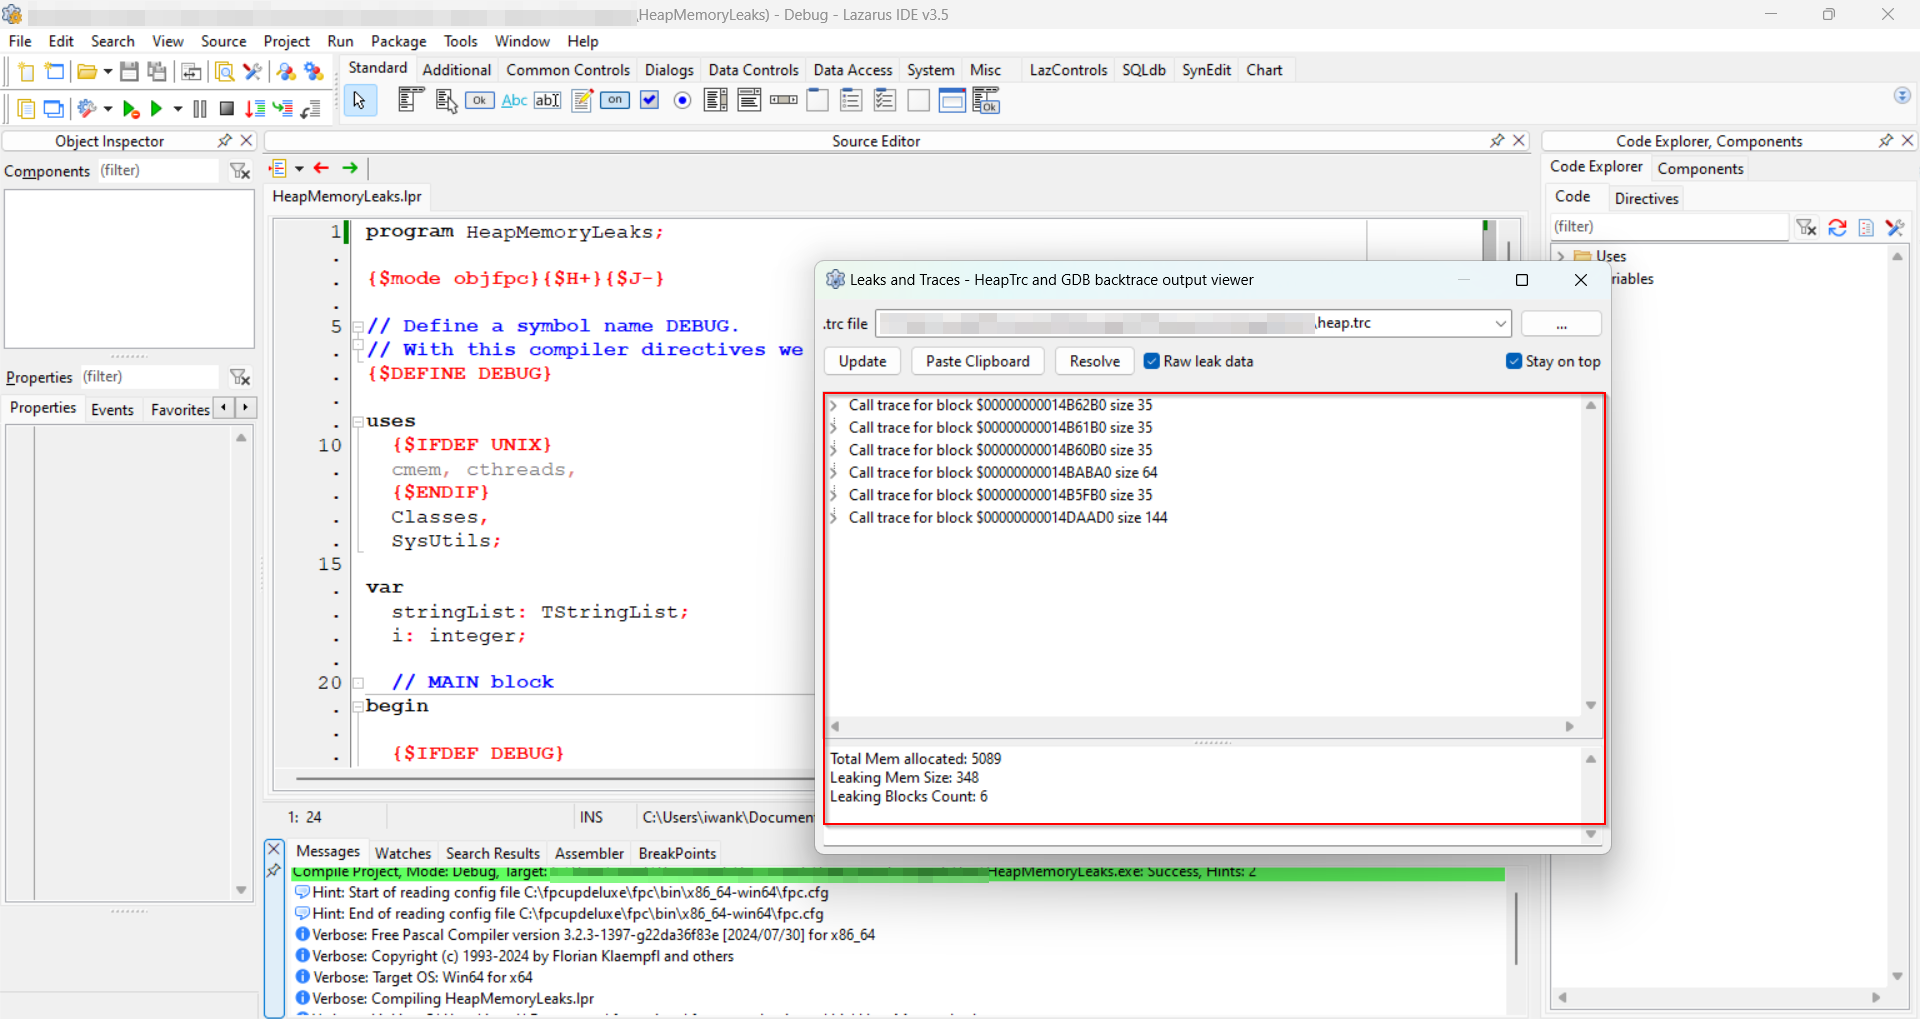 \HeapMemoryLeaks) - Debug - Lazarus IDE v3.5
File Edit Search View Source Project Run Package Tools Window Help
Standard Additional Common Controls Dialogs Data Controls Data Access System Misc LazControls SQLdb SynEdit Chart
Ok Abc abI on Ok
Object Inspector
Components (filter)
Properties (filter)
Properties Events Favorites
Source Editor
HeapMemoryLeaks.lpr
1 program HeapMemoryLeaks;
. 
. {$mode objfpc}{$H+}{$J-}
. 
5 // Define a symbol name DEBUG.
. // With this compiler directives we
. {$DEFINE DEBUG}
. 
. uses
10 {$IFDEF UNIX}
. cmem, cthreads,
. {$ENDIF}
. Classes,
. SysUtils;
15
. var
. stringList: TStringList;
. i: integer;
. 
20 // MAIN block
. begin
. 
. {$IFDEF DEBUG}
1: 24 INS C:\Users\iwank\Documen
Leaks and Traces - HeapTrc and GDB backtrace output viewer
.trc file \heap.trc ...
Update Paste Clipboard Resolve Raw leak data Stay on top
Call trace for block $00000000014B62B0 size 35
Call trace for block $00000000014B61B0 size 35
Call trace for block $00000000014B60B0 size 35
Call trace for block $00000000014BABA0 size 64
Call trace for block $00000000014B5FB0 size 35
Call trace for block $00000000014DAAD0 size 144
Total Mem allocated: 5089
Leaking Mem Size: 348
Leaking Blocks Count: 6
Code Explorer, Components
Code Explorer Components
Code Directives
(filter)
Uses
riables
Messages Watches Search Results Assembler BreakPoints
Compile Project, Mode: Debug, Target: HeapMemoryLeaks.exe: Success, Hints: 2
Hint: Start of reading config file C:\fpcupdeluxe\fpc\bin\x86_64-win64\fpc.cfg
Hint: End of reading config file C:\fpcupdeluxe\fpc\bin\x86_64-win64\fpc.cfg
Verbose: Free Pascal Compiler version 3.2.3-1397-g22da36f83e [2024/07/30] for x86_64
Verbose: Copyright (c) 1993-2024 by Florian Klaempfl and others
Verbose: Target OS: Win64 for x64
Verbose: Compiling HeapMemoryLeaks.lpr